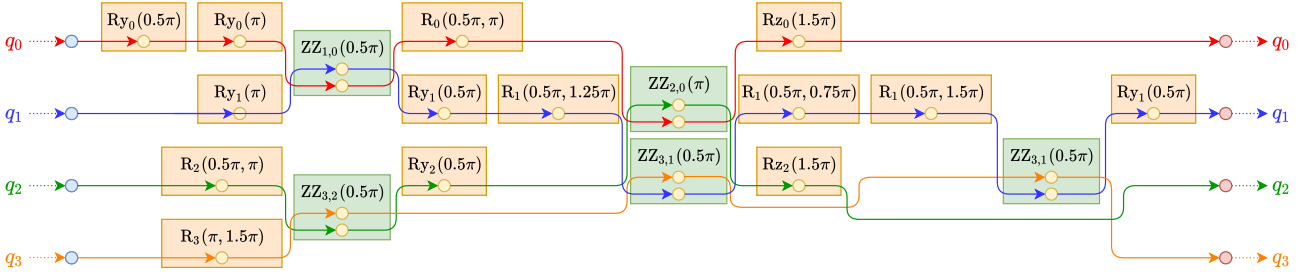 Ry₀(0.5π) Ry₀(π) R₀(0.5π, π) Rz₀(1.5π)
q₀ q₀
ZZ₁,₀(0.5π)
ZZ₂,₀(π)
Ry₁(π) Ry₁(0.5π) R₁(0.5π, 1.25π) R₁(0.5π, 0.75π) R₁(0.5π, 1.5π) Ry₁(0.5π)
q₁ q₁
R₂(0.5π, π) Ry₂(0.5π) ZZ₃,₁(0.5π) Rz₂(1.5π) ZZ₃,₁(0.5π)
q₂ q₂
ZZ₃,₂(0.5π)
R₃(π, 1.5π)
q₃ q₃